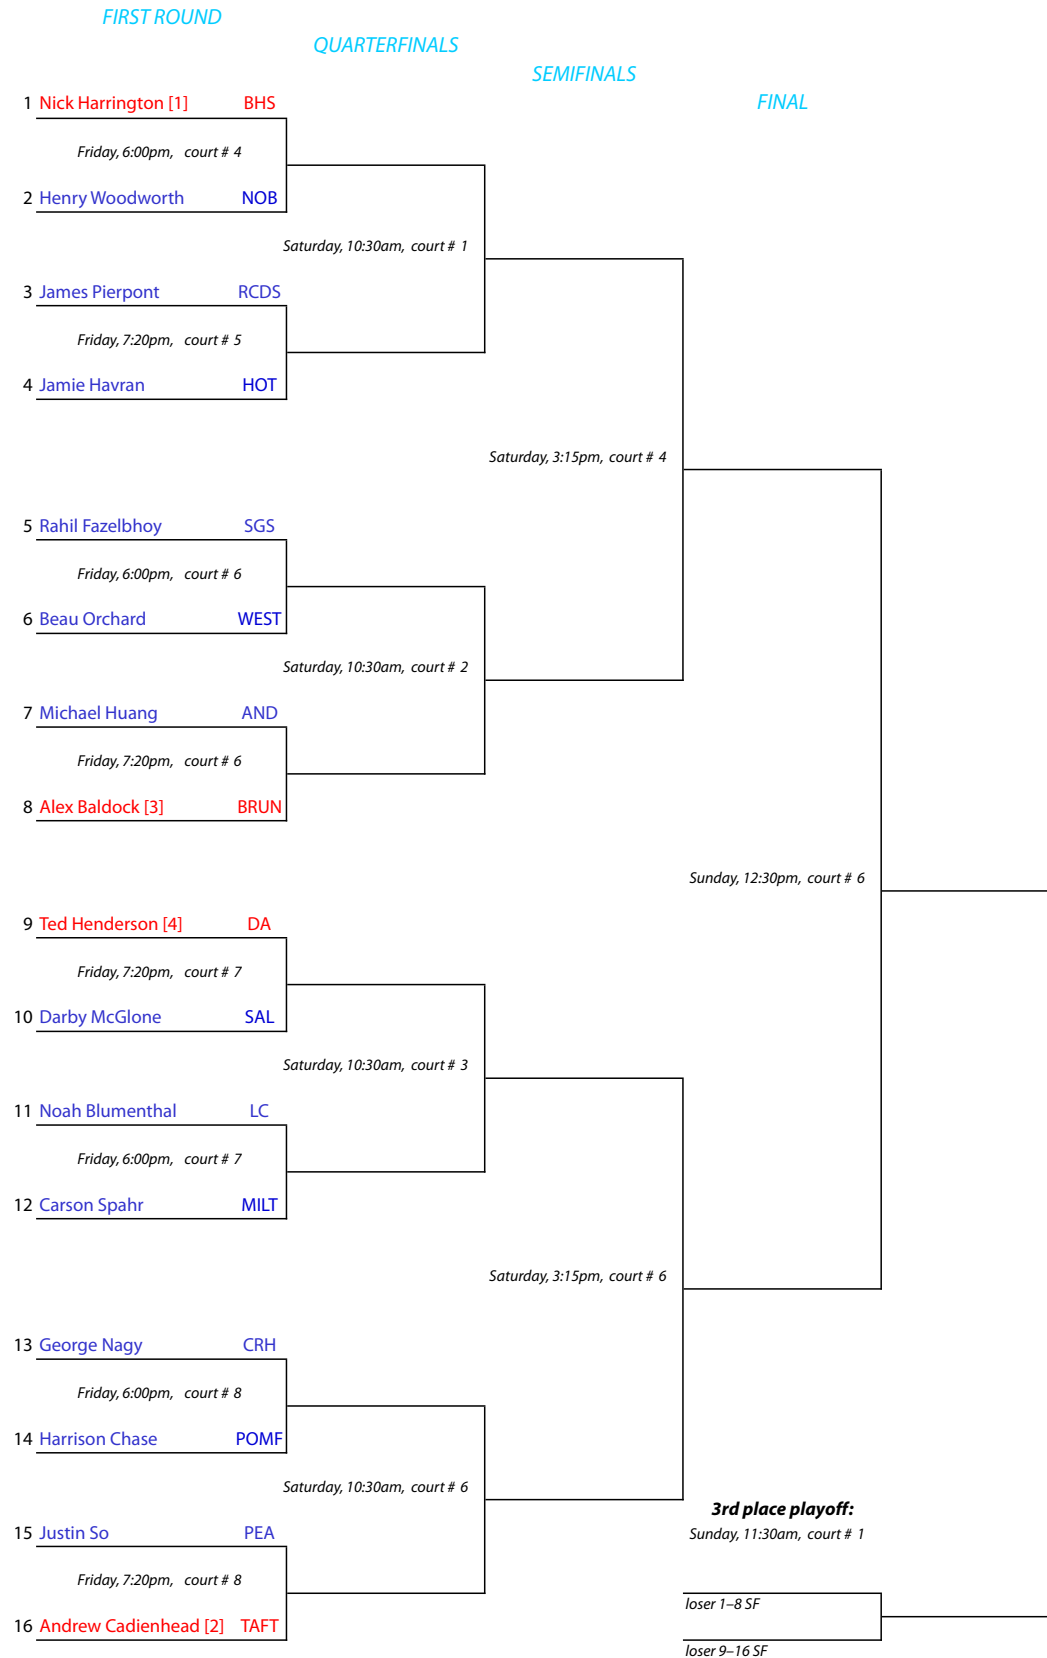 FIRST ROUND
QUARTERFINALS
SEMIFINALS
FINAL
1 Nick Harrington [1] BHS
Friday, 6:00pm, court # 4
2 Henry Woodworth NOB
Saturday, 10:30am, court # 1
3 James Pierpont RCDS
Friday, 7:20pm, court # 5
4 Jamie Havran HOT
Saturday, 3:15pm, court # 4
5 Rahil Fazelbhoy SGS
Friday, 6:00pm, court # 6
6 Beau Orchard WEST
Saturday, 10:30am, court # 2
7 Michael Huang AND
Friday, 7:20pm, court # 6
8 Alex Baldock [3] BRUN
Sunday, 12:30pm, court # 6
9 Ted Henderson [4] DA
Friday, 7:20pm, court # 7
10 Darby McGlone SAL
Saturday, 10:30am, court # 3
11 Noah Blumenthal LC
Friday, 6:00pm, court # 7
12 Carson Spahr MILT
Saturday, 3:15pm, court # 6
13 George Nagy CRH
Friday, 6:00pm, court # 8
14 Harrison Chase POMF
Saturday, 10:30am, court # 6
3rd place playoff:
15 Justin So PEA
Sunday, 11:30am, court # 1
Friday, 7:20pm, court # 8
loser 1–8 SF
16 Andrew Cadienhead [2] TAFT
loser 9–16 SF